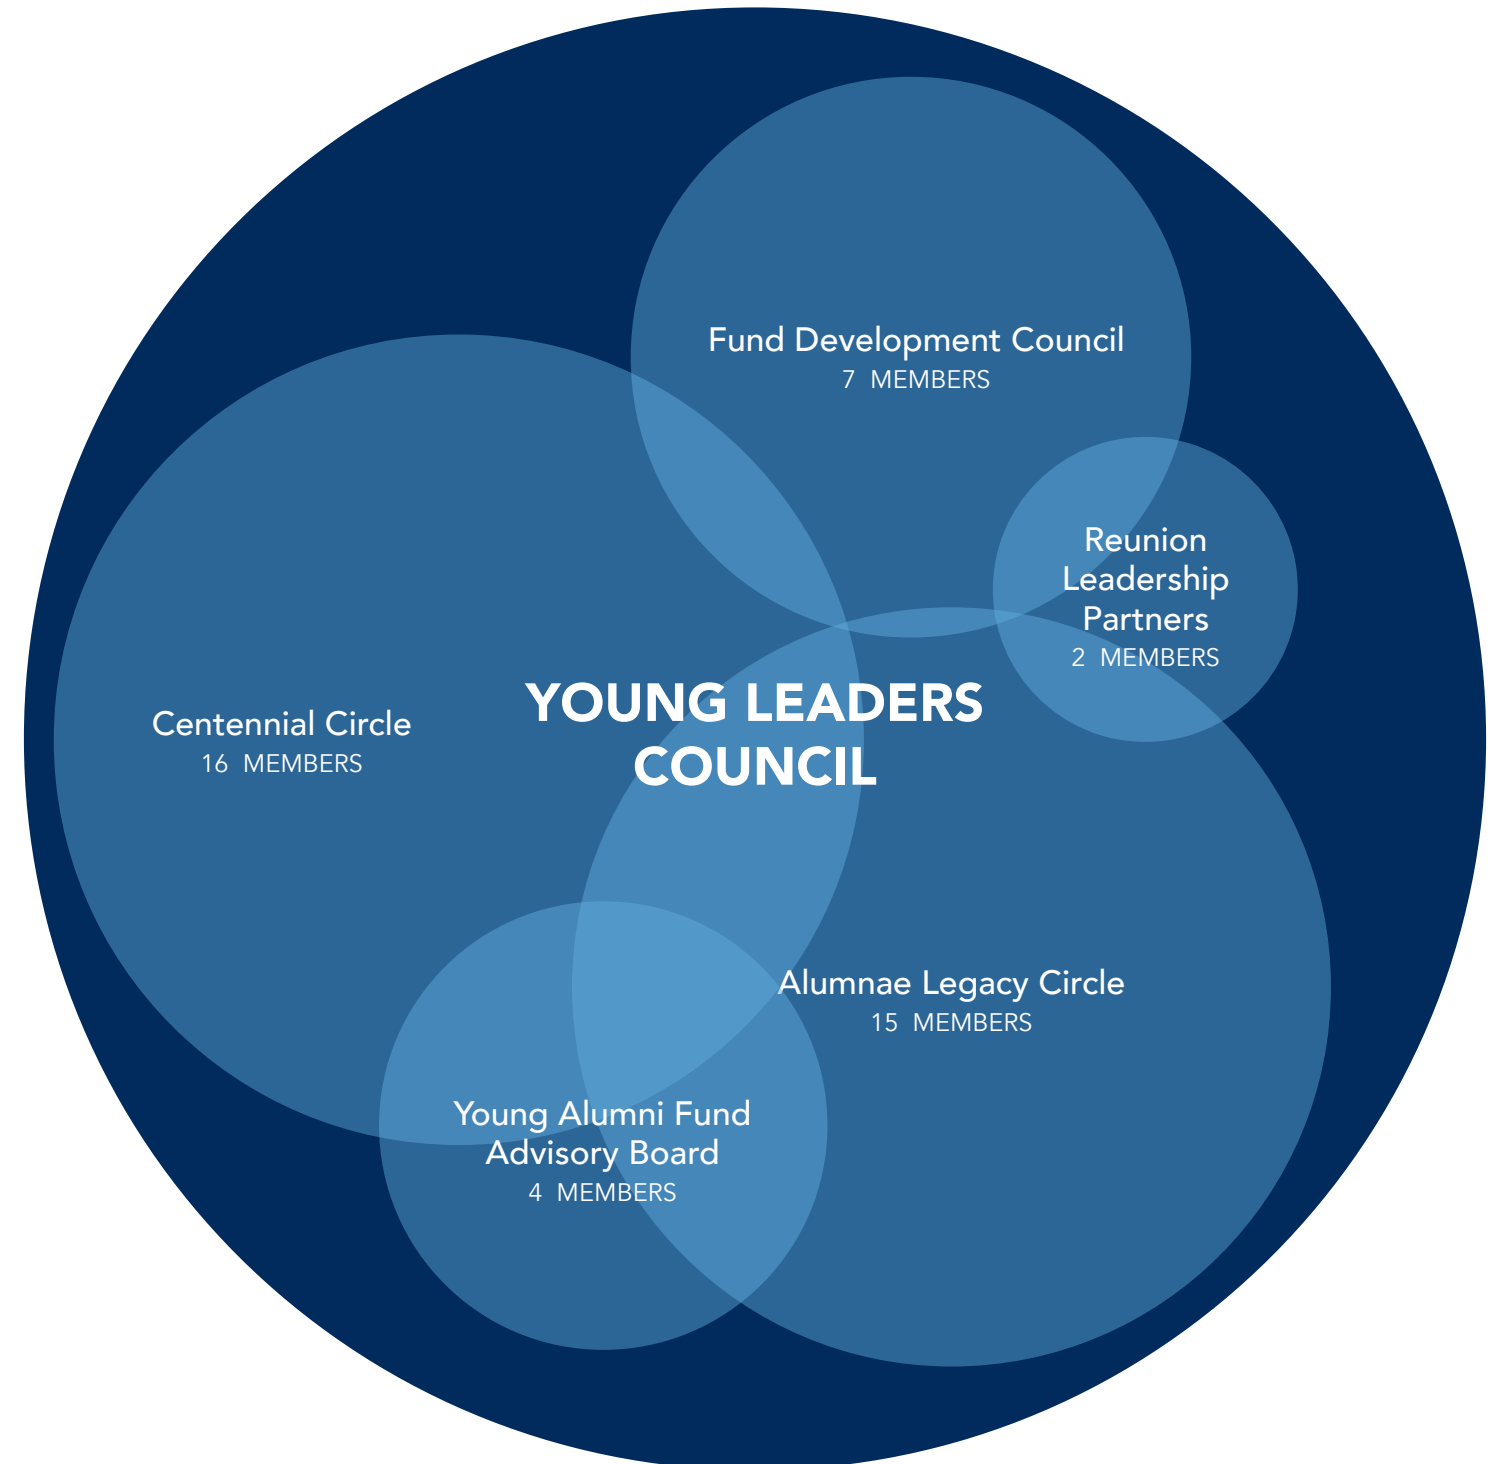 Fund Development Council
7 MEMBERS
Reunion
Leadership
Partners
2 MEMBERS
YOUNG LEADERS
COUNCIL
Centennial Circle
16 MEMBERS
Alumnae Legacy Circle
15 MEMBERS
Young Alumni Fund
Advisory Board
4 MEMBERS